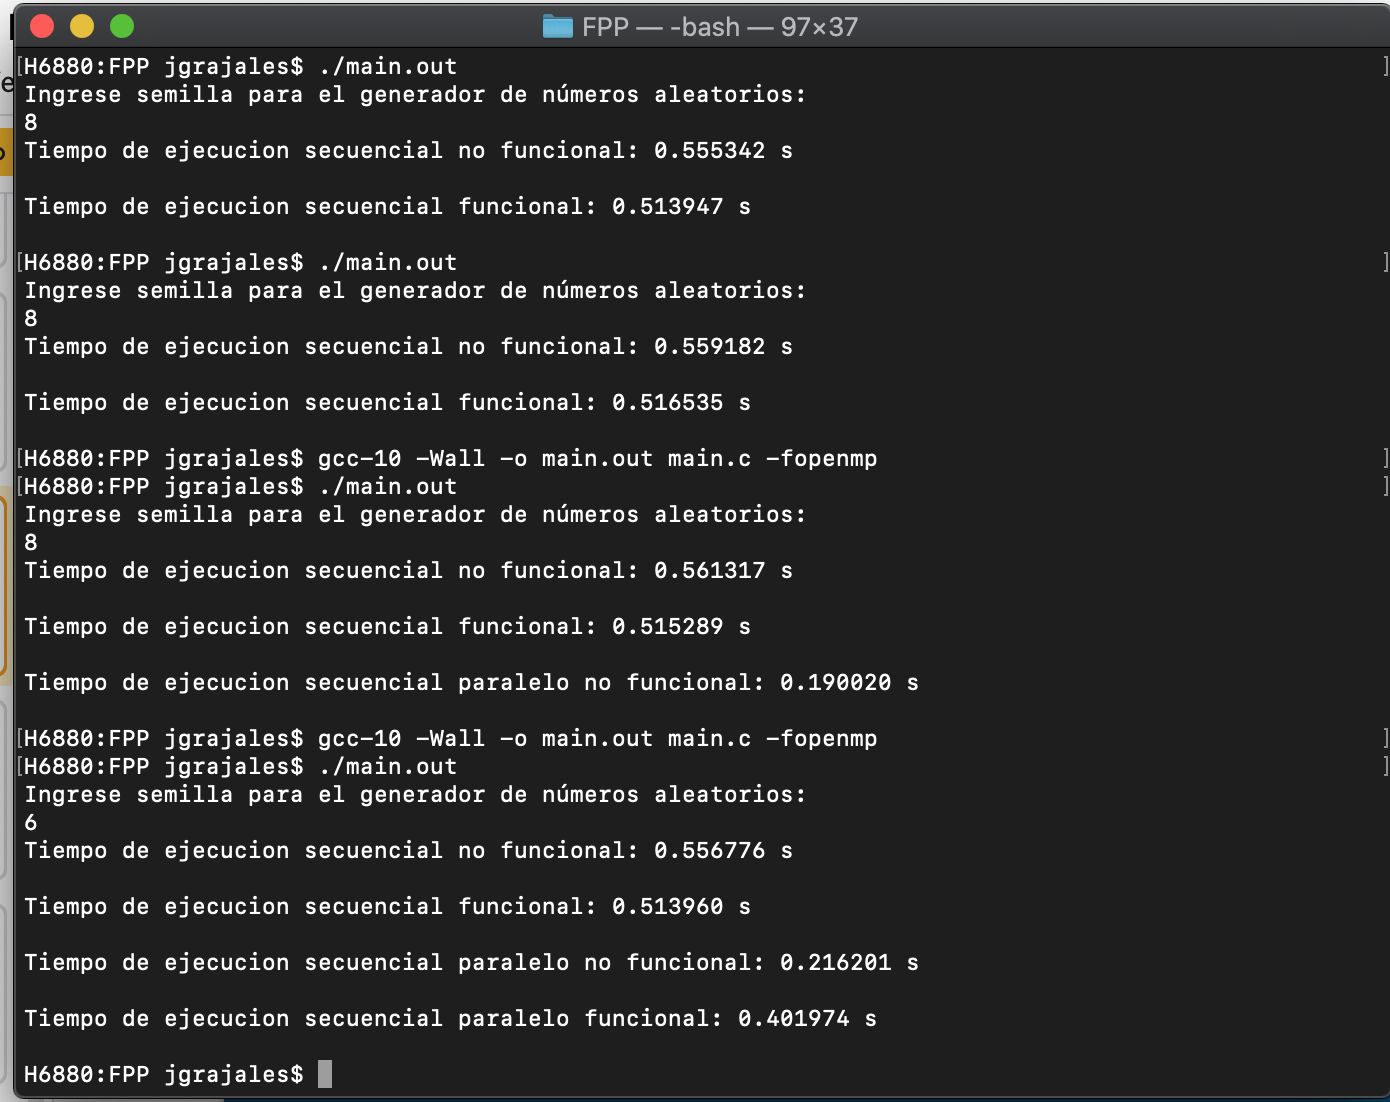 FPP — -bash — 97×37
[H6880:FPP jgrajales$ ./main.out ]
Ingrese semilla para el generador de números aleatorios:
8
Tiempo de ejecucion secuencial no funcional: 0.555342 s
Tiempo de ejecucion secuencial funcional: 0.513947 s
[H6880:FPP jgrajales$ ./main.out ]
Ingrese semilla para el generador de números aleatorios:
8
Tiempo de ejecucion secuencial no funcional: 0.559182 s
Tiempo de ejecucion secuencial funcional: 0.516535 s
[H6880:FPP jgrajales$ gcc-10 -Wall -o main.out main.c -fopenmp ]
[H6880:FPP jgrajales$ ./main.out ]
Ingrese semilla para el generador de números aleatorios:
8
Tiempo de ejecucion secuencial no funcional: 0.561317 s
Tiempo de ejecucion secuencial funcional: 0.515289 s
Tiempo de ejecucion secuencial paralelo no funcional: 0.190020 s
[H6880:FPP jgrajales$ gcc-10 -Wall -o main.out main.c -fopenmp ]
[H6880:FPP jgrajales$ ./main.out ]
Ingrese semilla para el generador de números aleatorios:
6
Tiempo de ejecucion secuencial no funcional: 0.556776 s
Tiempo de ejecucion secuencial funcional: 0.513960 s
Tiempo de ejecucion secuencial paralelo no funcional: 0.216201 s
Tiempo de ejecucion secuencial paralelo funcional: 0.401974 s
H6880:FPP jgrajales$